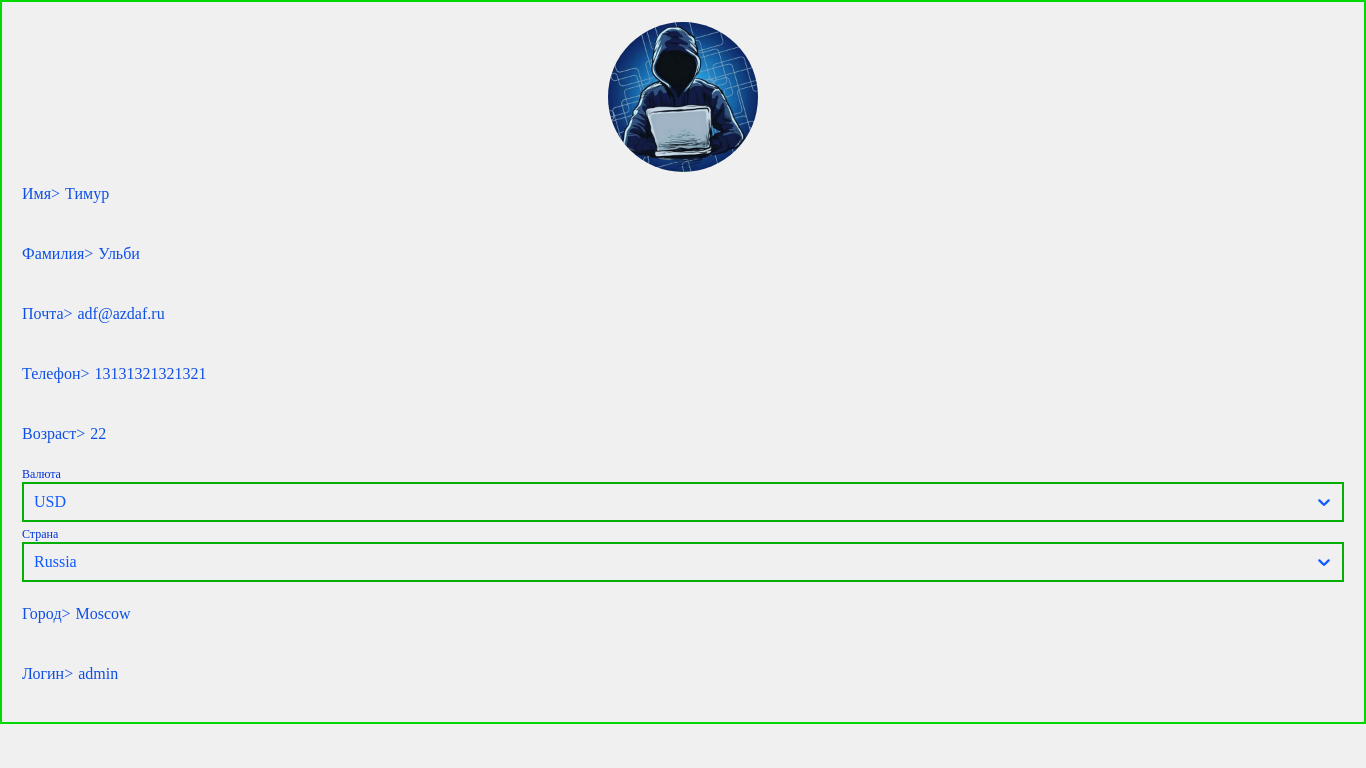 Имя> Тимур
Фамилия> Ульби
Почта> adf@azdaf.ru
Телефон> 13131321321321
Возраст> 22
Валюта
USD
Страна
Russia
Город> Moscow
Логин> admin